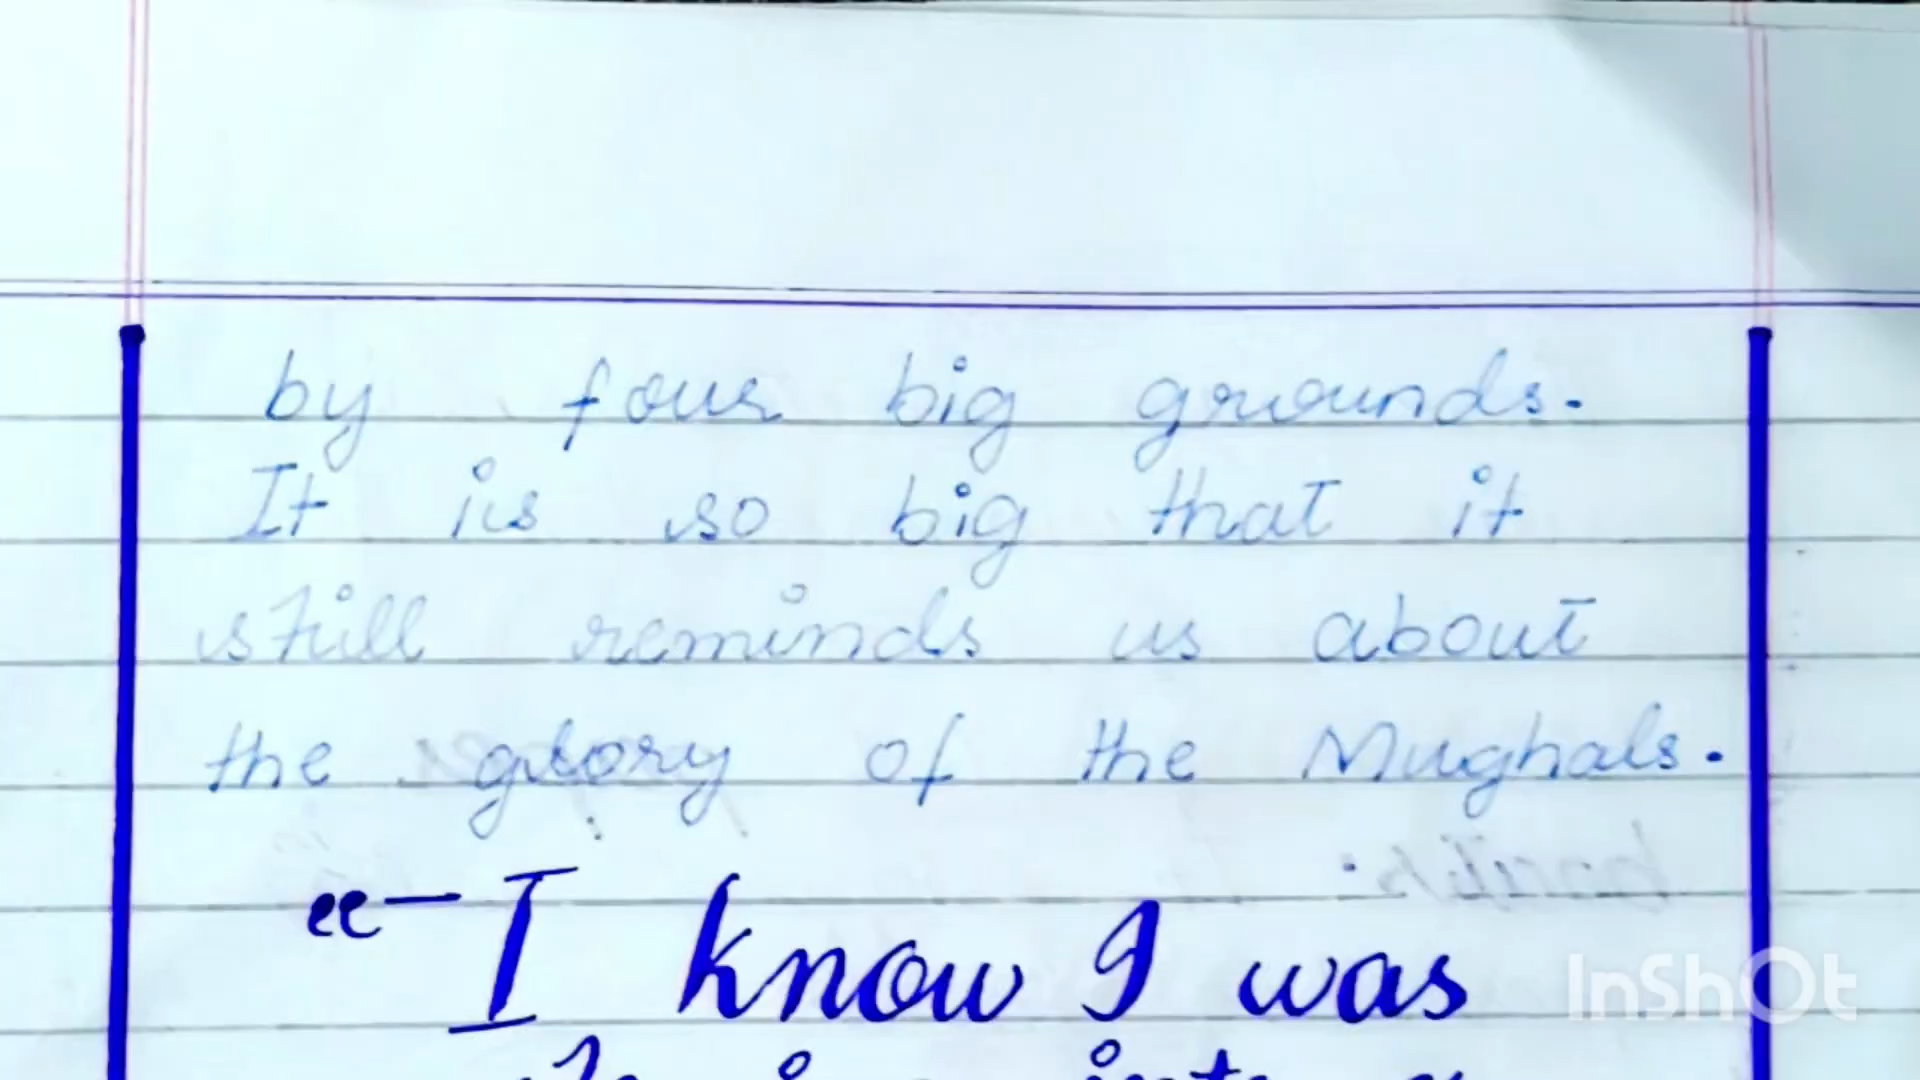 by four big grounds.
It is so big that it
still reminds us about
the glory of the Mughals.
“—I know I was
InShOt